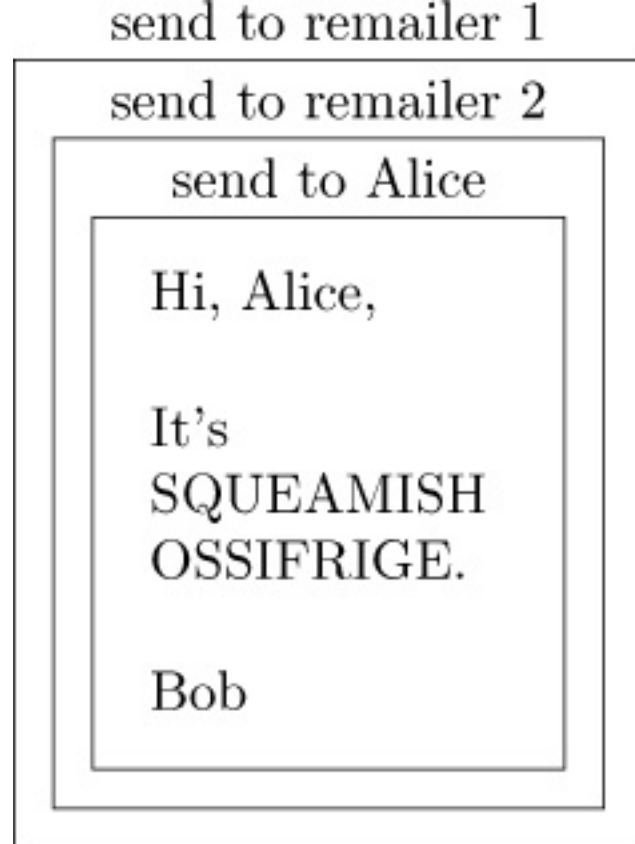 send to remailer 1
send to remailer 2
send to Alice
Hi, Alice,
It's
SQUEAMISH
OSSIFRIGE.
Bob